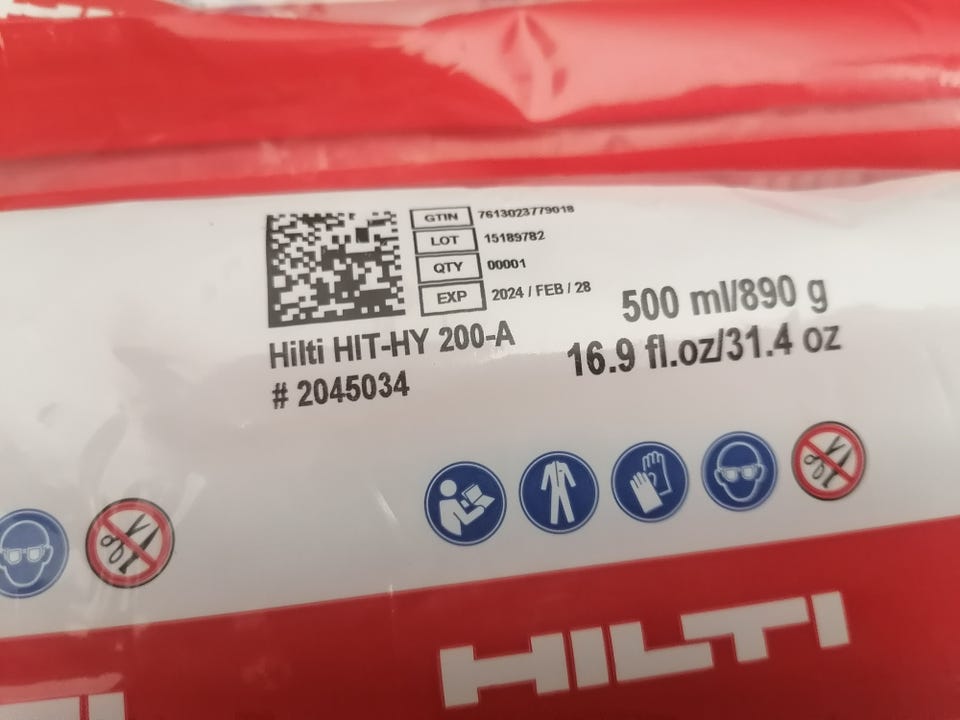 GTIN 7613023779018
LOT 15189782
QTY 00001
EXP 2024 / FEB / 28
500 ml/890 g
Hilti HIT-HY 200-A
16.9 fl.oz/31.4 oz
# 2045034
HILTI
TI